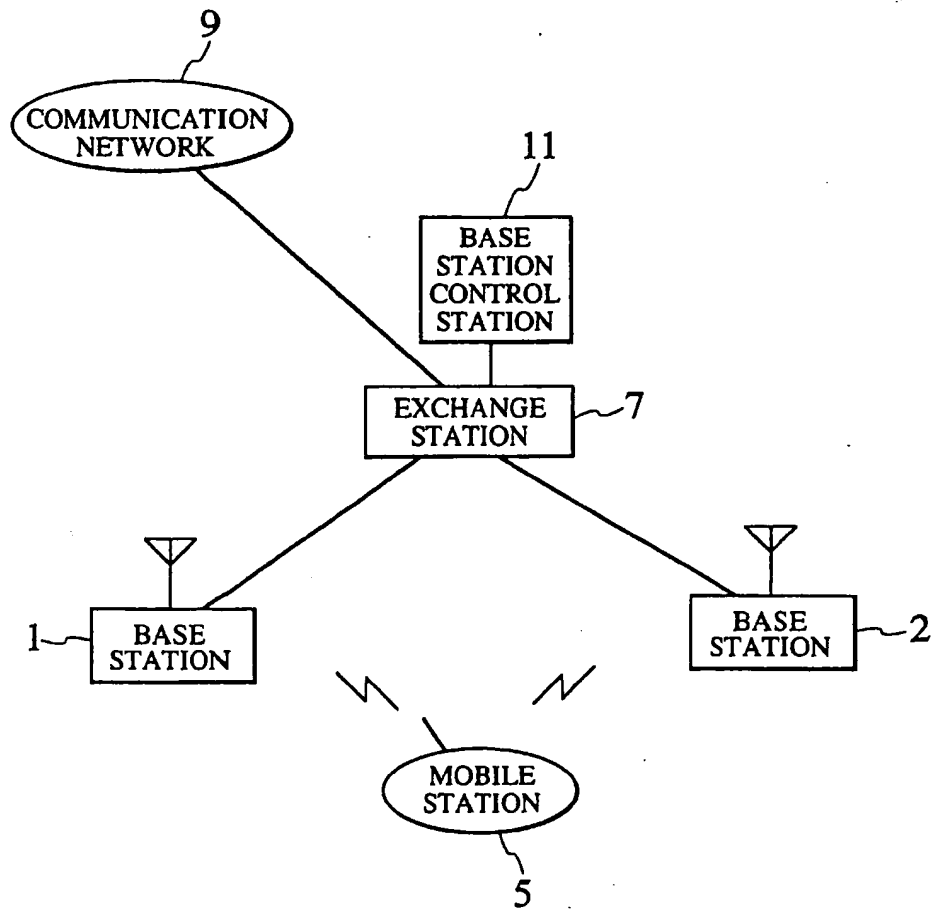 9
COMMUNICATION
NETWORK
11
BASE
STATION
CONTROL
STATION
EXCHANGE
STATION
7
1
BASE
STATION
BASE
STATION
2
MOBILE
STATION
5